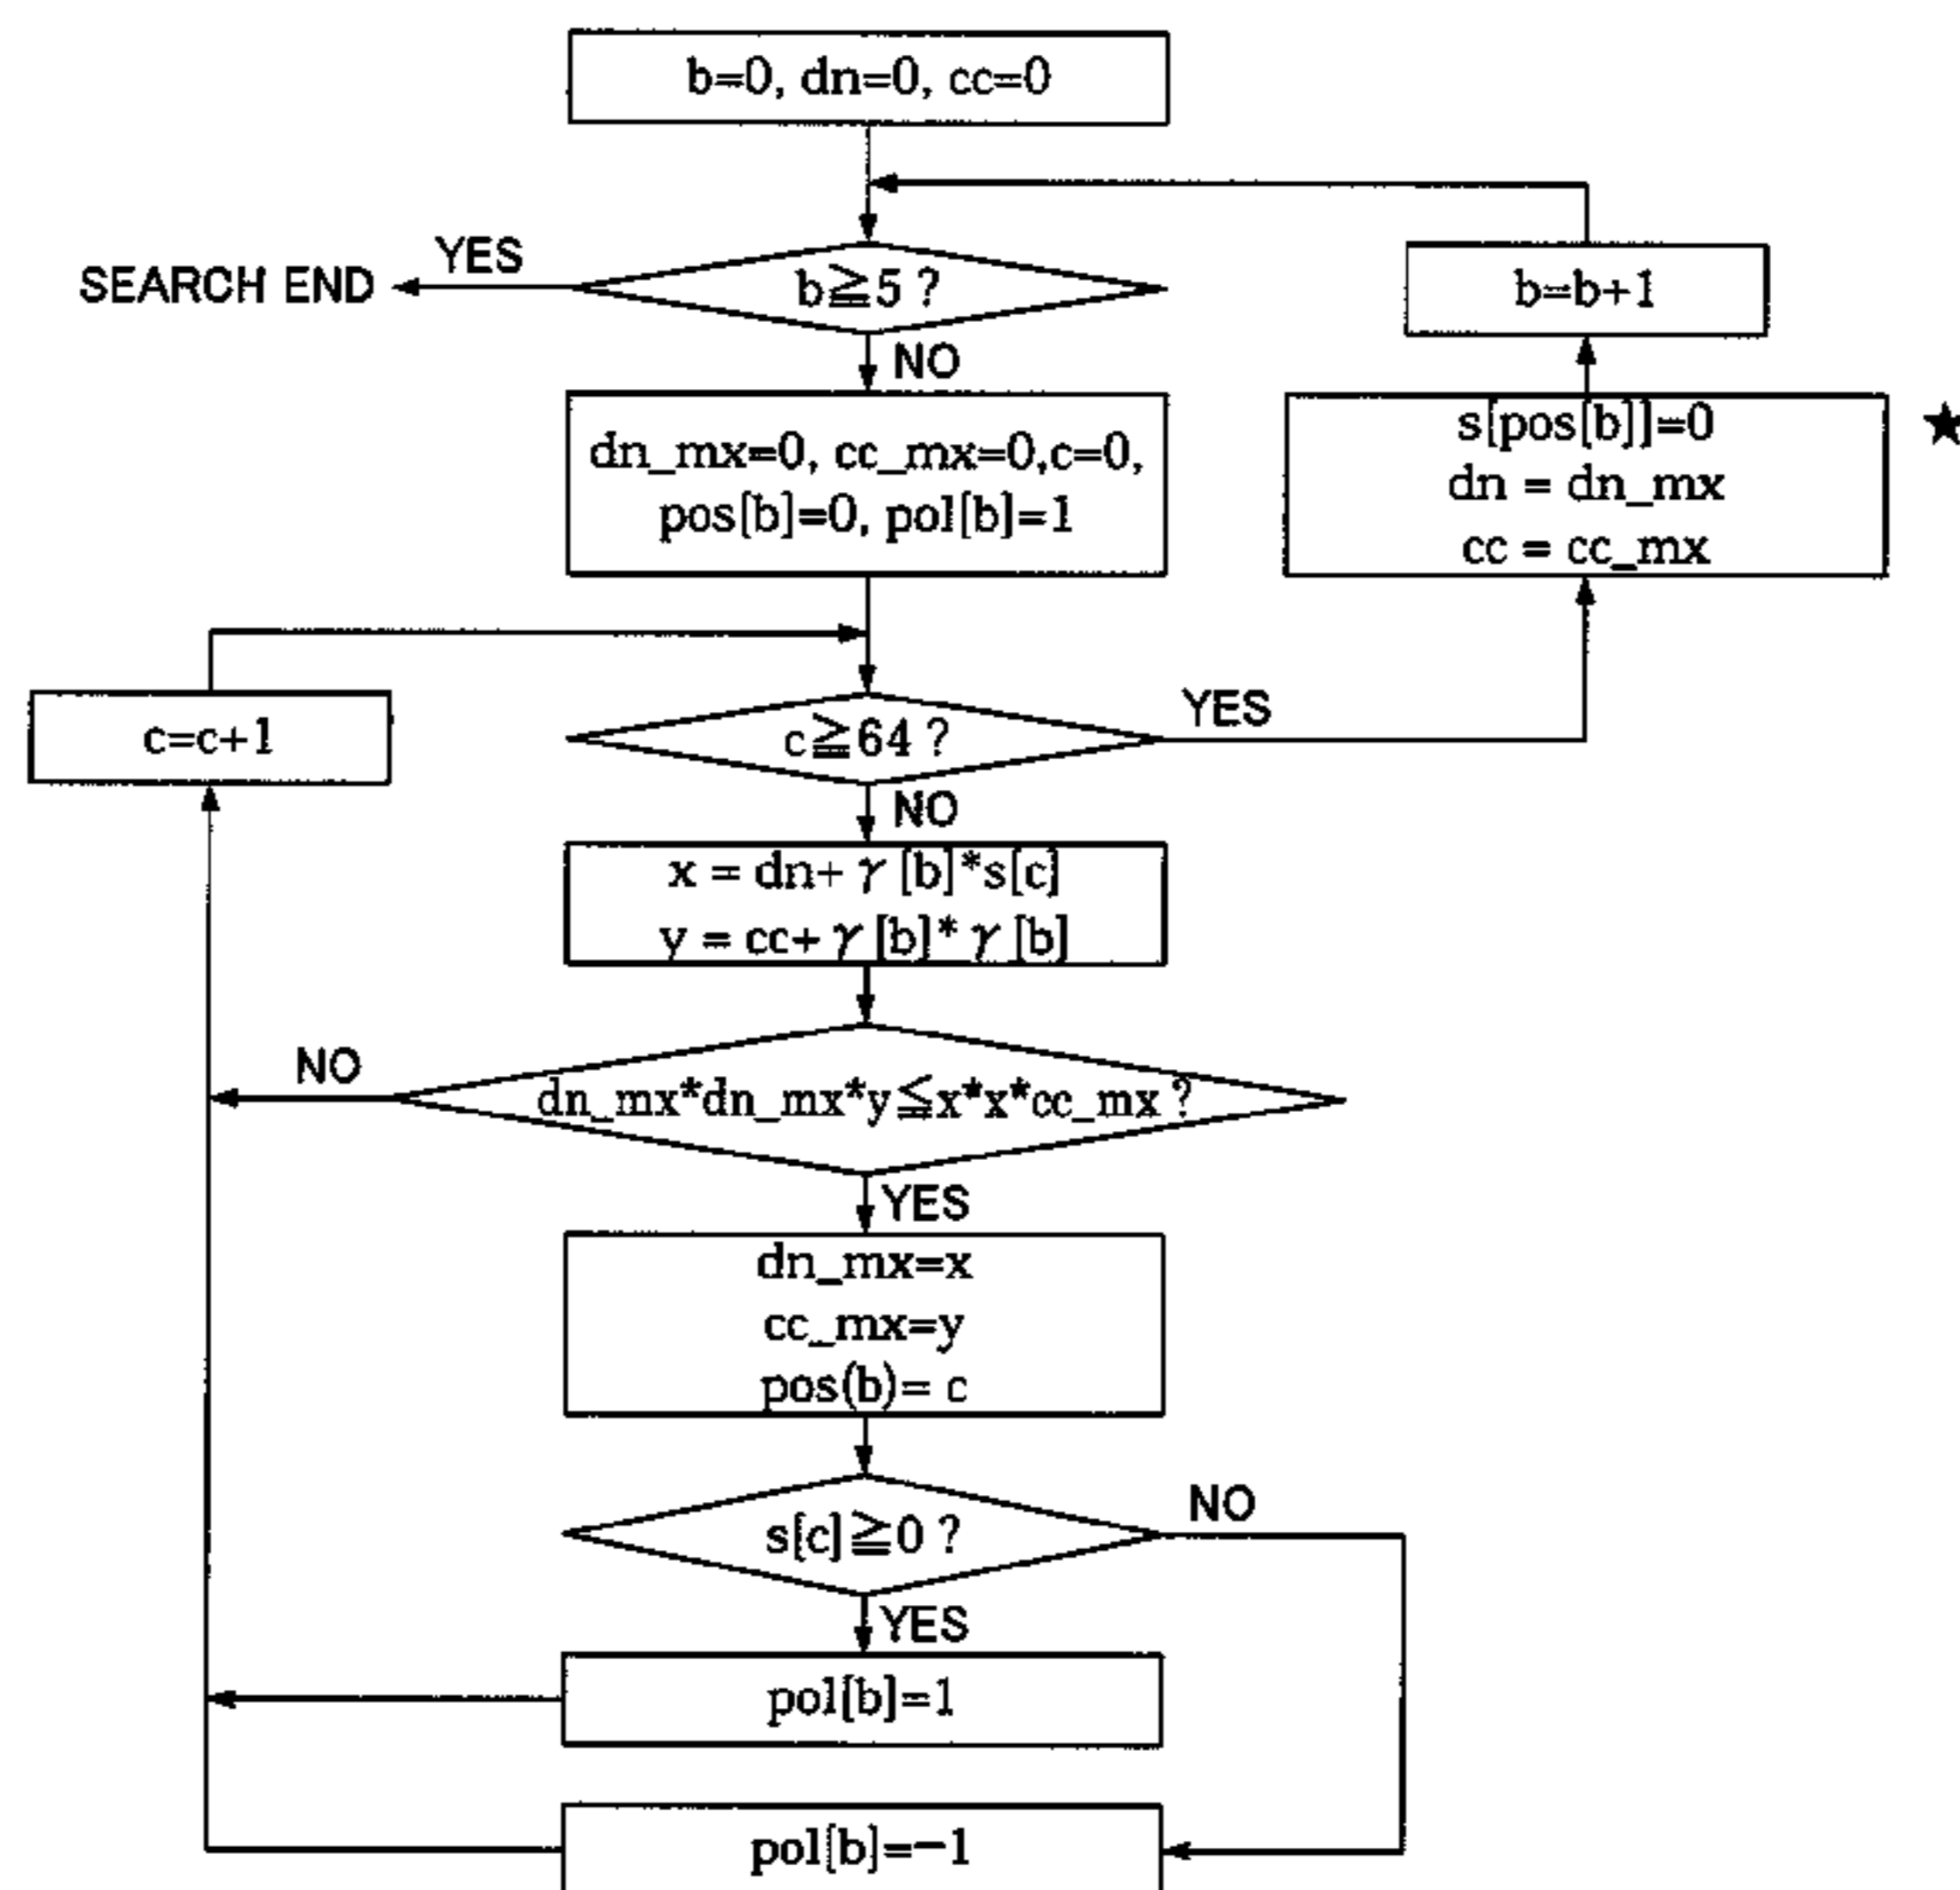 b=0, dn=0, cc=0
YES
SEARCH END
b≧5 ?
b=b+1
NO
dn_mx=0, cc_mx=0,c=0,
pos[b]=0, pol[b]=1
s[pos[b]]=0
dn = dn_mx
cc = cc_mx
★
c=c+1
c≧64 ?
YES
NO
x = dn+ γ [b]*s[c]
y = cc+ γ [b]* γ [b]
NO
dn_mx*dn_mx*y≦x*x*cc_mx ?
YES
dn_mx=x
cc_mx=y
pos(b)= c
s[c]≧0 ?
NO
YES
pol[b]=1
pol[b]=−1